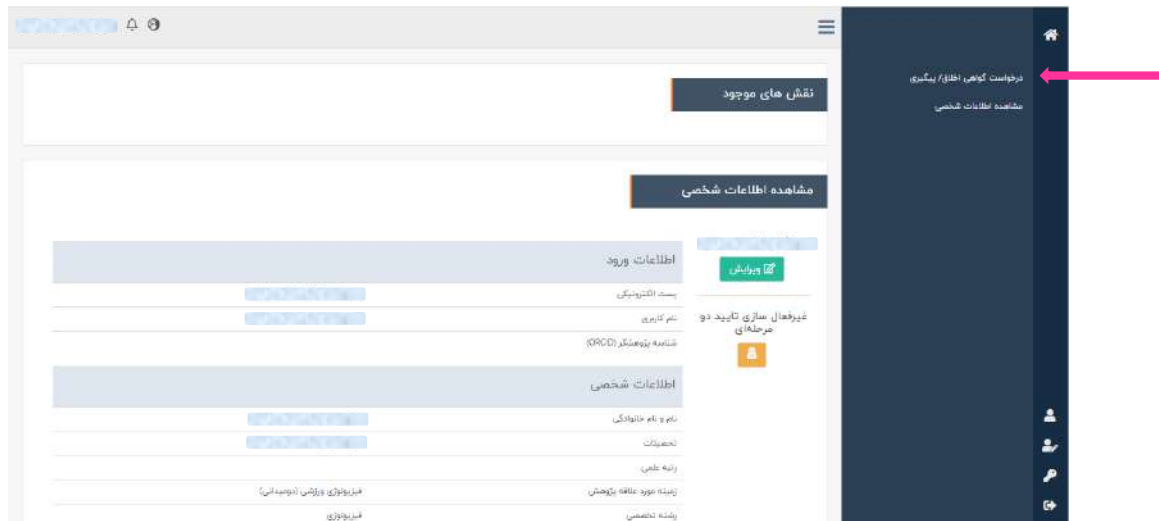 درخواست گواهی اخلاق/ پیگیری
مشاهده اطلاعات شخصی
نقش های موجود
مشاهده اطلاعات شخصی
ویرایش
غیرفعال سازی تایید دو
مرحله‌ای
اطلاعات ورود
پست الکترونیکی
نام کاربری
شناسه پژوهشگر (ORCID)
اطلاعات شخصی
نام و نام خانوادگی
تحصیلات
رتبه علمی
زمینه مورد علاقه پژوهش فیزیولوژی ورزشی (دومیدانی)
رشته تخصصی فیزیولوژی